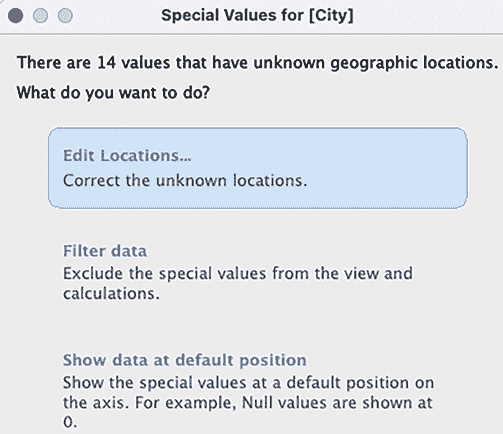 Special Values for [City]
There are 14 values that have unknown geographic locations.
What do you want to do?
Edit Locations...
Correct the unknown locations.
Filter data
Exclude the special values from the view and
calculations.
Show data at default position
Show the special values at a default position on
the axis. For example, Null values are shown at
0.